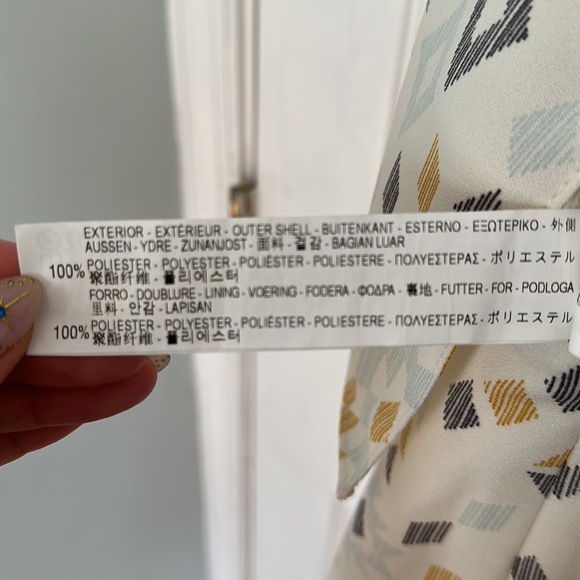 EXTERIOR - EXTÉRIEUR - OUTER SHELL - BUITENKANT - ESTERNO - ΕΞΩΤΕΡΙΚΟ - 外側
AUSSEN - YDRE - ZUNANJOST - 面料 - 겉감 - BAGIAN LUAR
100% POLIESTER - POLYESTER - POLIÉSTER - POLIESTERE - ΠΟΛΥΕΣΤΕΡΑΣ - ポリエステル
聚酯纤维 - 폴리에스터
FORRO - DOUBLURE - LINING - VOERING - FODERA - ΦΟΔΡΑ - 裏地 - FUTTER - FOR - PODLOGA
里料 - 안감 - LAPISAN
100% POLIESTER - POLYESTER - POLIÉSTER - POLIESTERE - ΠΟΛΥΕΣΤΕΡΑΣ - ポリエステル
聚酯纤维 - 폴리에스터